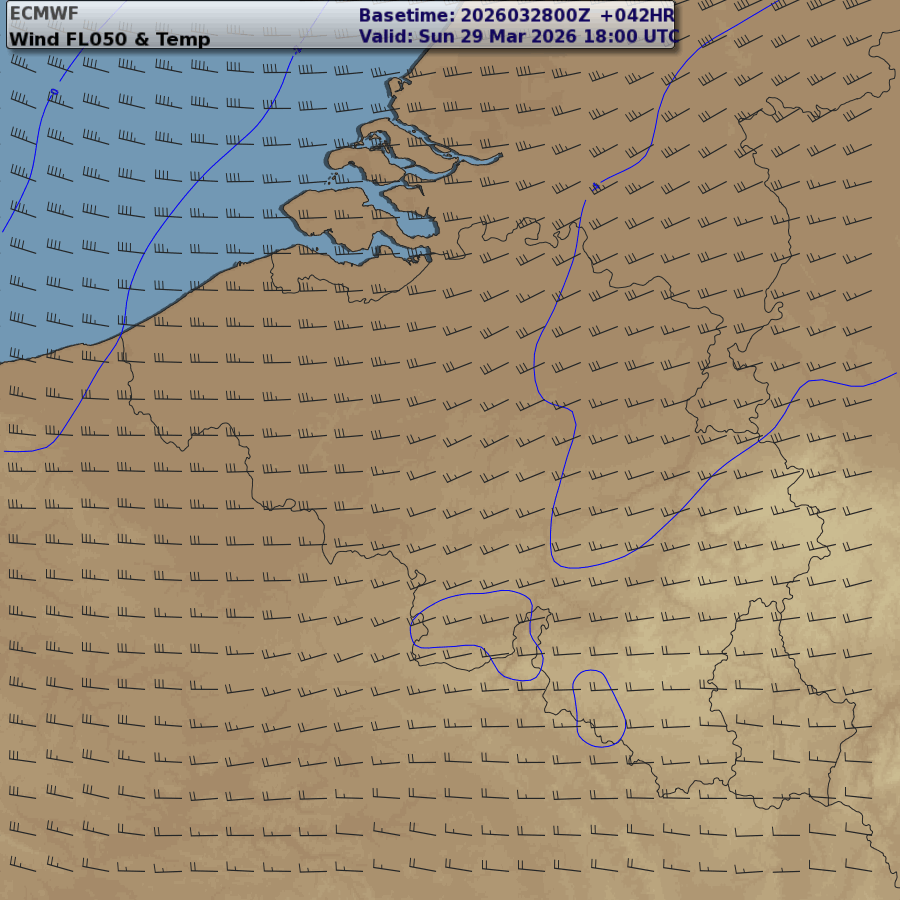 ECMWF
Basetime: 2026032800Z +042HR
Wind FL050 & Temp
Valid: Sun 29 Mar 2026 18:00 UTC